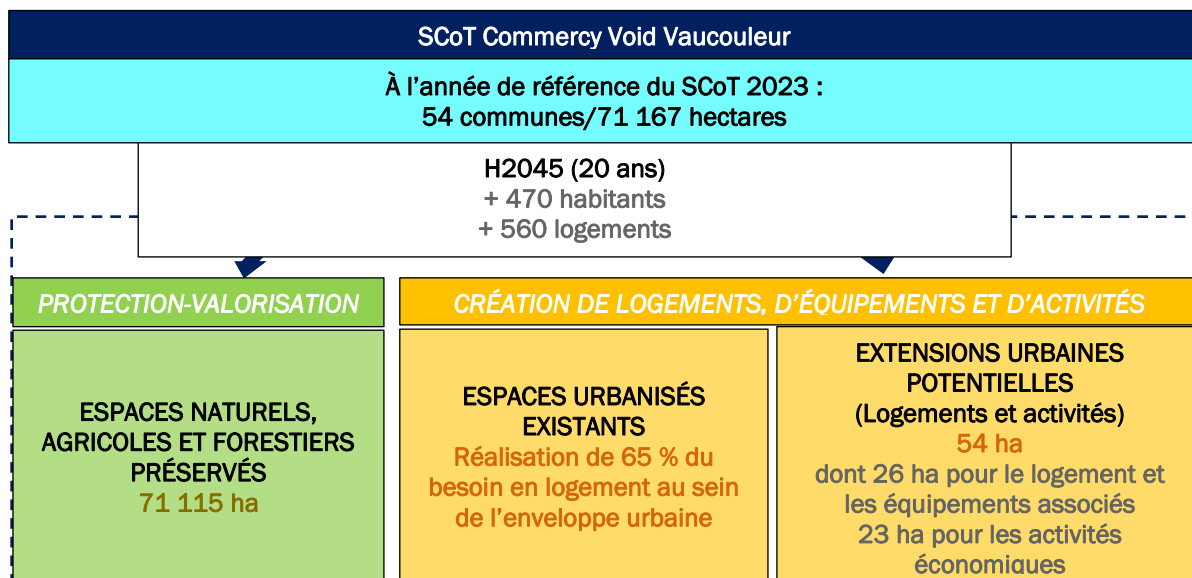 SCoT Commercy Void Vaucouleur
À l'année de référence du SCoT 2023 :
54 communes/71 167 hectares
H2045 (20 ans)
+ 470 habitants
+ 560 logements
PROTECTION-VALORISATION
CRÉATION DE LOGEMENTS, D'ÉQUIPEMENTS ET D'ACTIVITÉS
ESPACES NATURELS,
AGRICOLES ET FORESTIERS
PRÉSERVÉS
71 115 ha
ESPACES URBANISÉS
EXISTANTS
Réalisation de 65 % du
besoin en logement au sein
de l'enveloppe urbaine
EXTENSIONS URBAINES
POTENTIELLES
(Logements et activités)
54 ha
dont 26 ha pour le logement et
les équipements associés
23 ha pour les activités
économiques